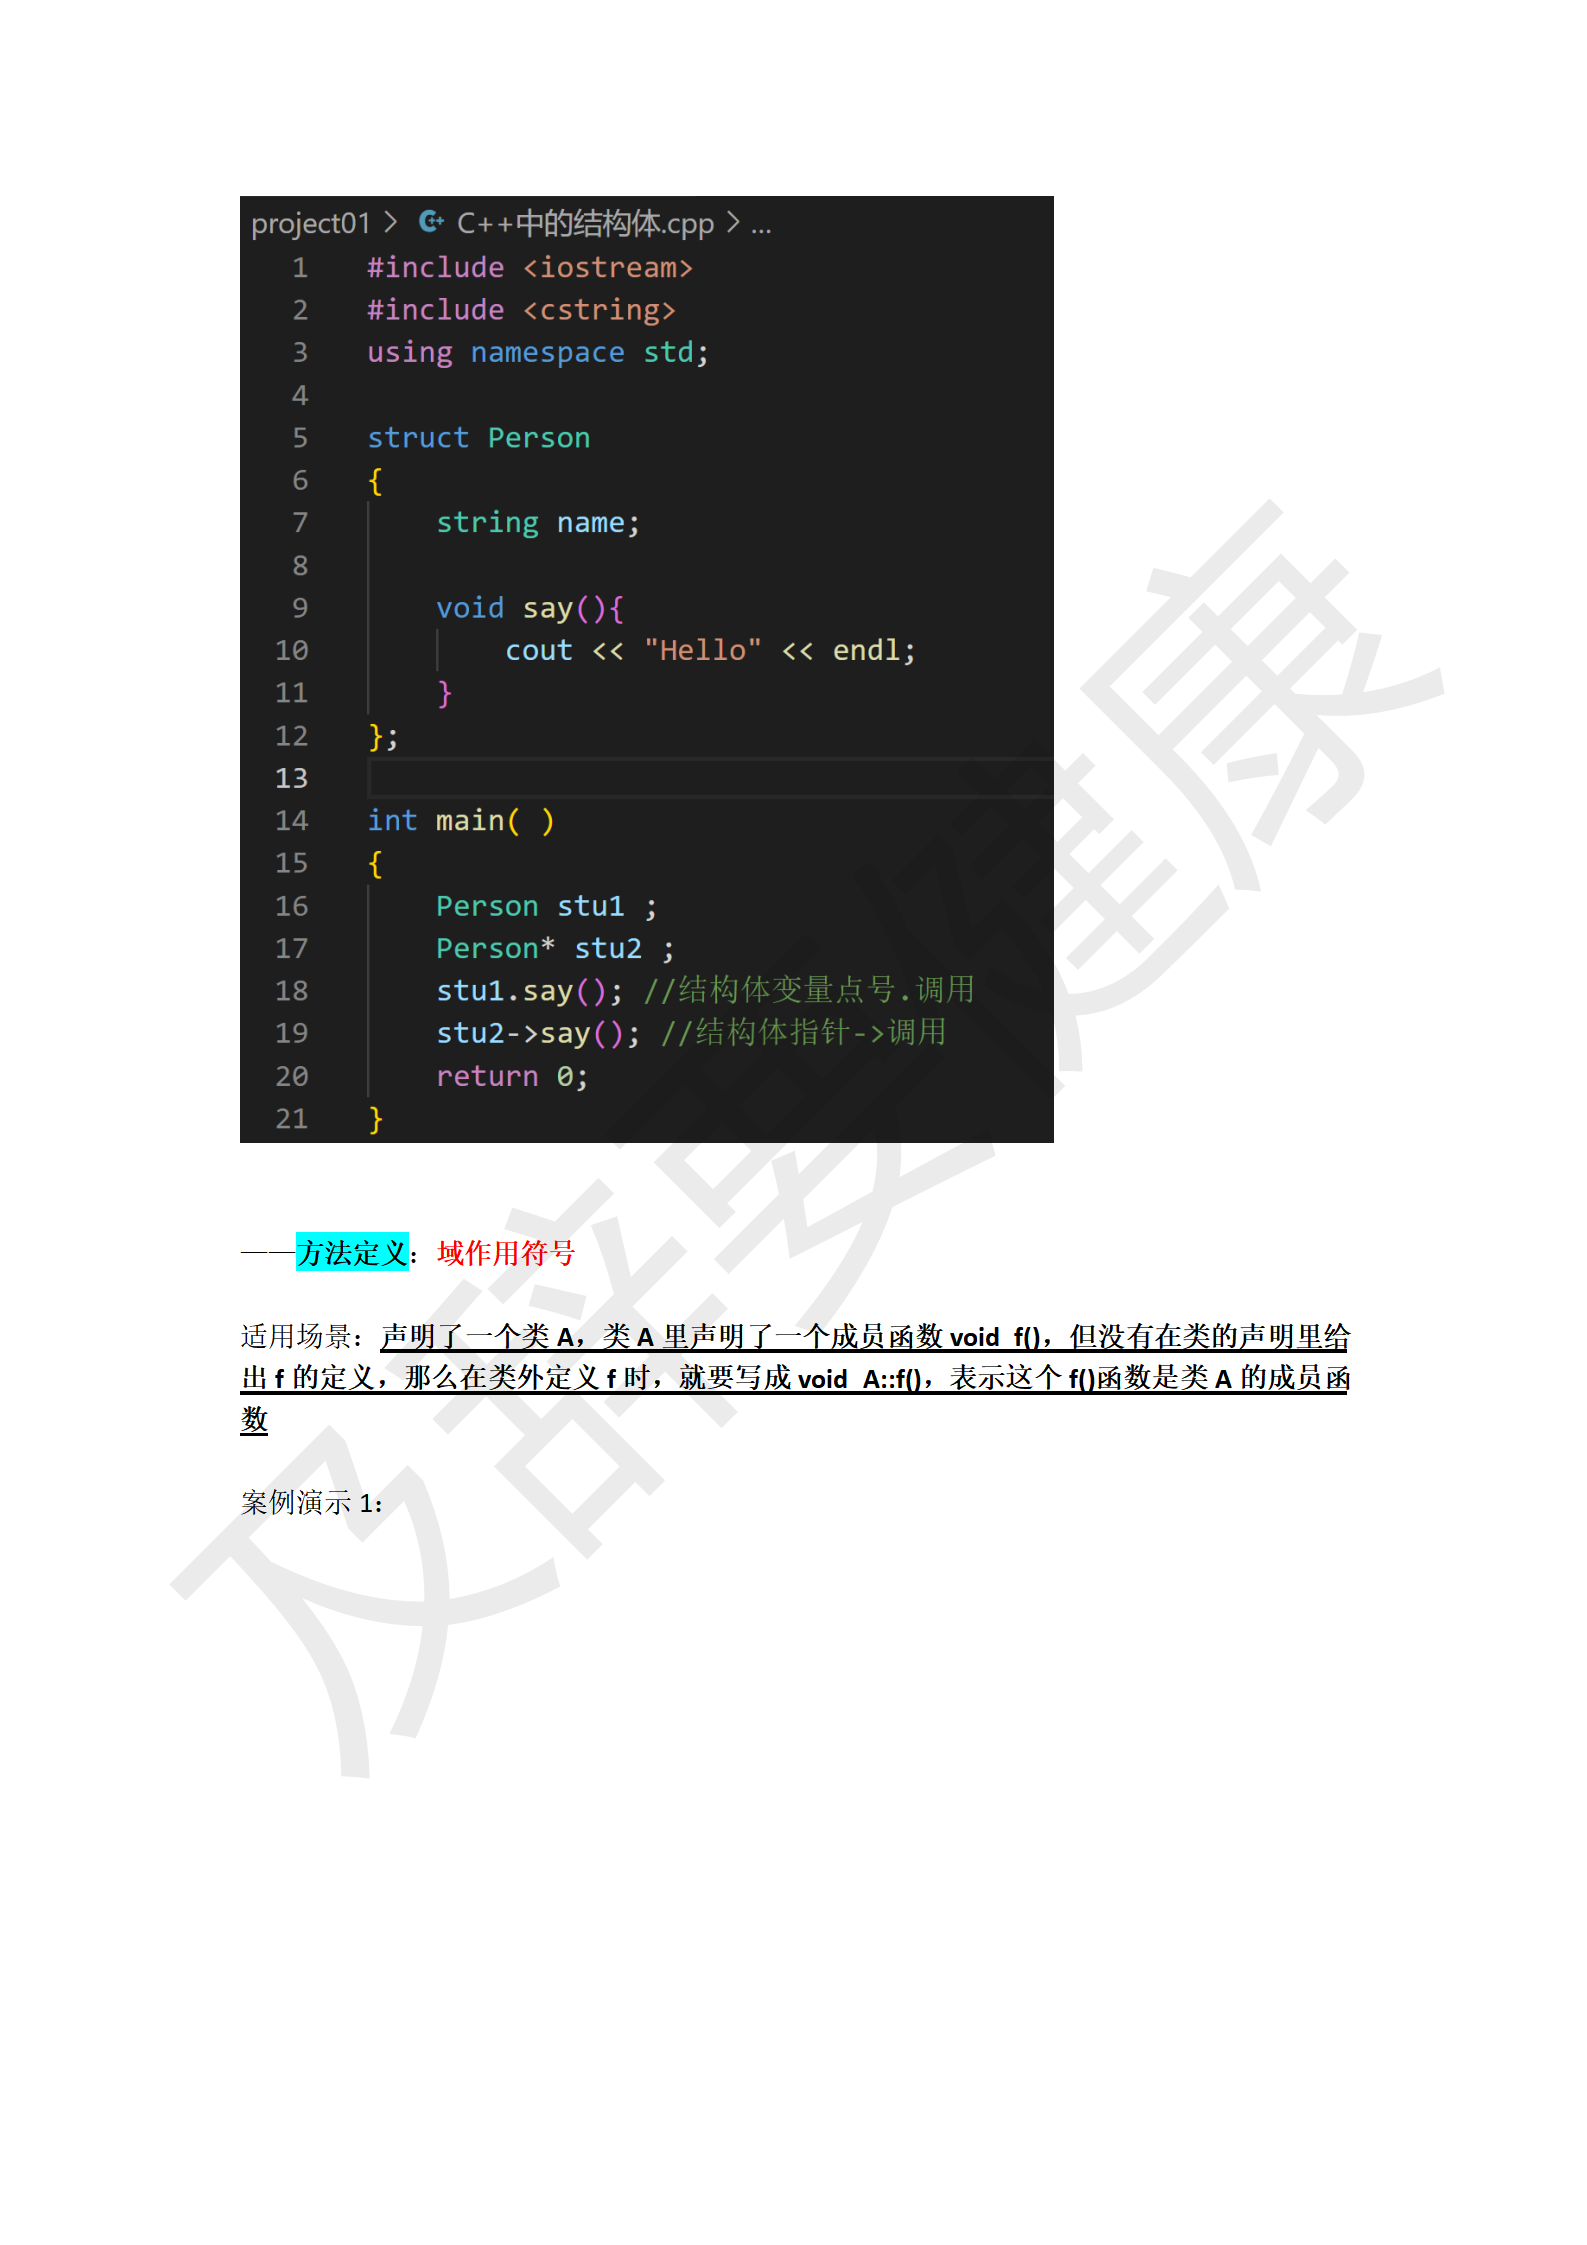 project01 > C++中的结构体.cpp > ...
1 #include <iostream>
2 #include <cstring>
3 using namespace std;
4
5 struct Person
6 {
7     string name;
8
9     void say(){
10         cout << "Hello" << endl;
11     }
12 };
13
14 int main( )
15 {
16     Person stu1 ;
17     Person* stu2 ;
18     stu1.say(); //结构体变量点号.调用
19     stu2->say(); //结构体指针->调用
20     return 0;
21 }
——方法定义：域作用符号
适用场景：声明了一个类 A，类 A 里声明了一个成员函数 void  f()，但没有在类的声明里给
出 f 的定义，那么在类外定义 f 时，就要写成 void  A::f()，表示这个 f()函数是类 A 的成员函
数
案例演示 1：
及辞要健康